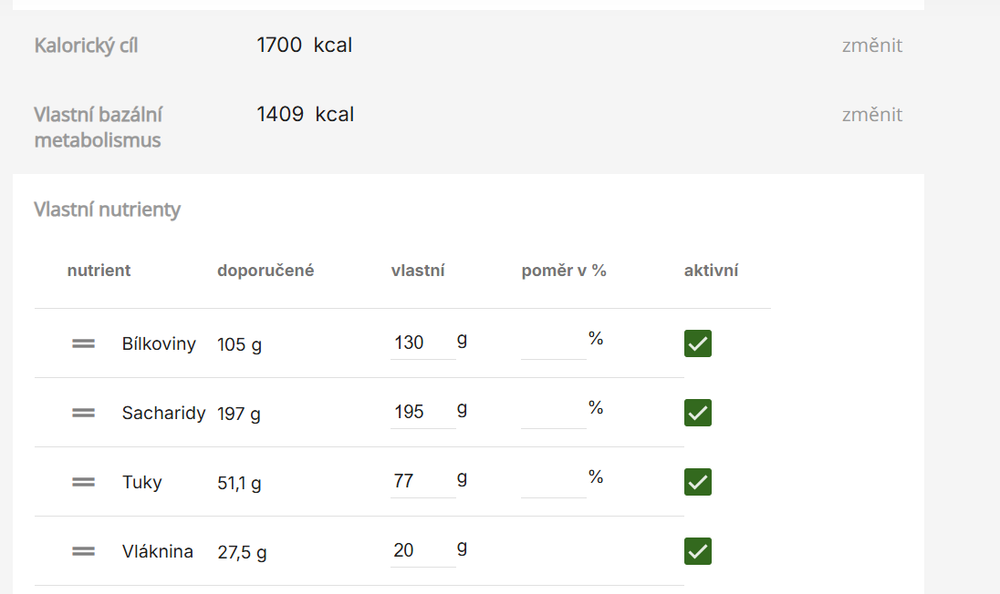 Kalorický cíl 1700 kcal změnit
Vlastní bazální metabolismus 1409 kcal změnit
Vlastní nutrienty
nutrient doporučené vlastní poměr v % aktivní
Bílkoviny 105 g 130 g %
Sacharidy 197 g 195 g %
Tuky 51,1 g 77 g %
Vláknina 27,5 g 20 g